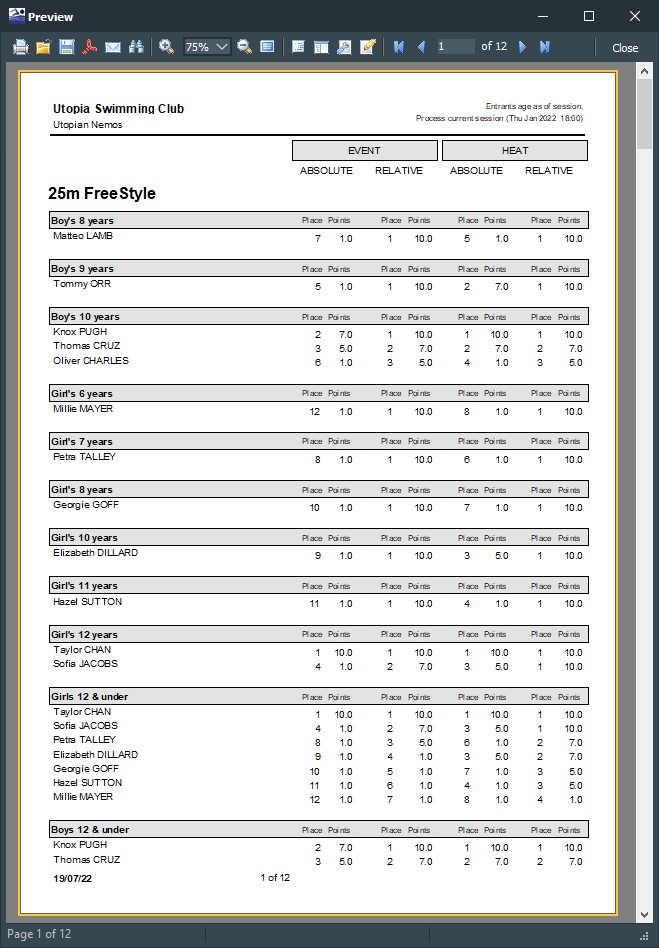 Preview
75% 1 of 12 Close
Utopia Swimming Club Entrants age as of session.
Utopian Nemos Process current session (Thu Jan 2022 18:00)
EVENT HEAT
ABSOLUTE RELATIVE ABSOLUTE RELATIVE
25m FreeStyle
Boy's 8 years Place Points Place Points Place Points Place Points
Matteo LAMB 7 1.0 1 10.0 5 1.0 1 10.0
Boy's 9 years Place Points Place Points Place Points Place Points
Tommy ORR 5 1.0 1 10.0 2 7.0 1 10.0
Boy's 10 years Place Points Place Points Place Points Place Points
Knox PUGH 2 7.0 1 10.0 1 10.0 1 10.0
Thomas CRUZ 3 5.0 2 7.0 2 7.0 2 7.0
Oliver CHARLES 6 1.0 3 5.0 4 1.0 3 5.0
Girl's 6 years Place Points Place Points Place Points Place Points
Millie MAYER 12 1.0 1 10.0 8 1.0 1 10.0
Girl's 7 years Place Points Place Points Place Points Place Points
Petra TALLEY 8 1.0 1 10.0 6 1.0 1 10.0
Girl's 8 years Place Points Place Points Place Points Place Points
Georgie GOFF 10 1.0 1 10.0 7 1.0 1 10.0
Girl's 10 years Place Points Place Points Place Points Place Points
Elizabeth DILLARD 9 1.0 1 10.0 3 5.0 1 10.0
Girl's 11 years Place Points Place Points Place Points Place Points
Hazel SUTTON 11 1.0 1 10.0 4 1.0 1 10.0
Girl's 12 years Place Points Place Points Place Points Place Points
Taylor CHAN 1 10.0 1 10.0 1 10.0 1 10.0
Sofia JACOBS 4 1.0 2 7.0 3 5.0 1 10.0
Girls 12 & under Place Points Place Points Place Points Place Points
Taylor CHAN 1 10.0 1 10.0 1 10.0 1 10.0
Sofia JACOBS 4 1.0 2 7.0 3 5.0 1 10.0
Petra TALLEY 8 1.0 3 5.0 6 1.0 2 7.0
Elizabeth DILLARD 9 1.0 4 1.0 3 5.0 2 7.0
Georgie GOFF 10 1.0 5 1.0 7 1.0 3 5.0
Hazel SUTTON 11 1.0 6 1.0 4 1.0 3 5.0
Millie MAYER 12 1.0 7 1.0 8 1.0 4 1.0
Boys 12 & under Place Points Place Points Place Points Place Points
Knox PUGH 2 7.0 1 10.0 1 10.0 1 10.0
Thomas CRUZ 3 5.0 2 7.0 2 7.0 2 7.0
19/07/22 1 of 12
Page 1 of 12